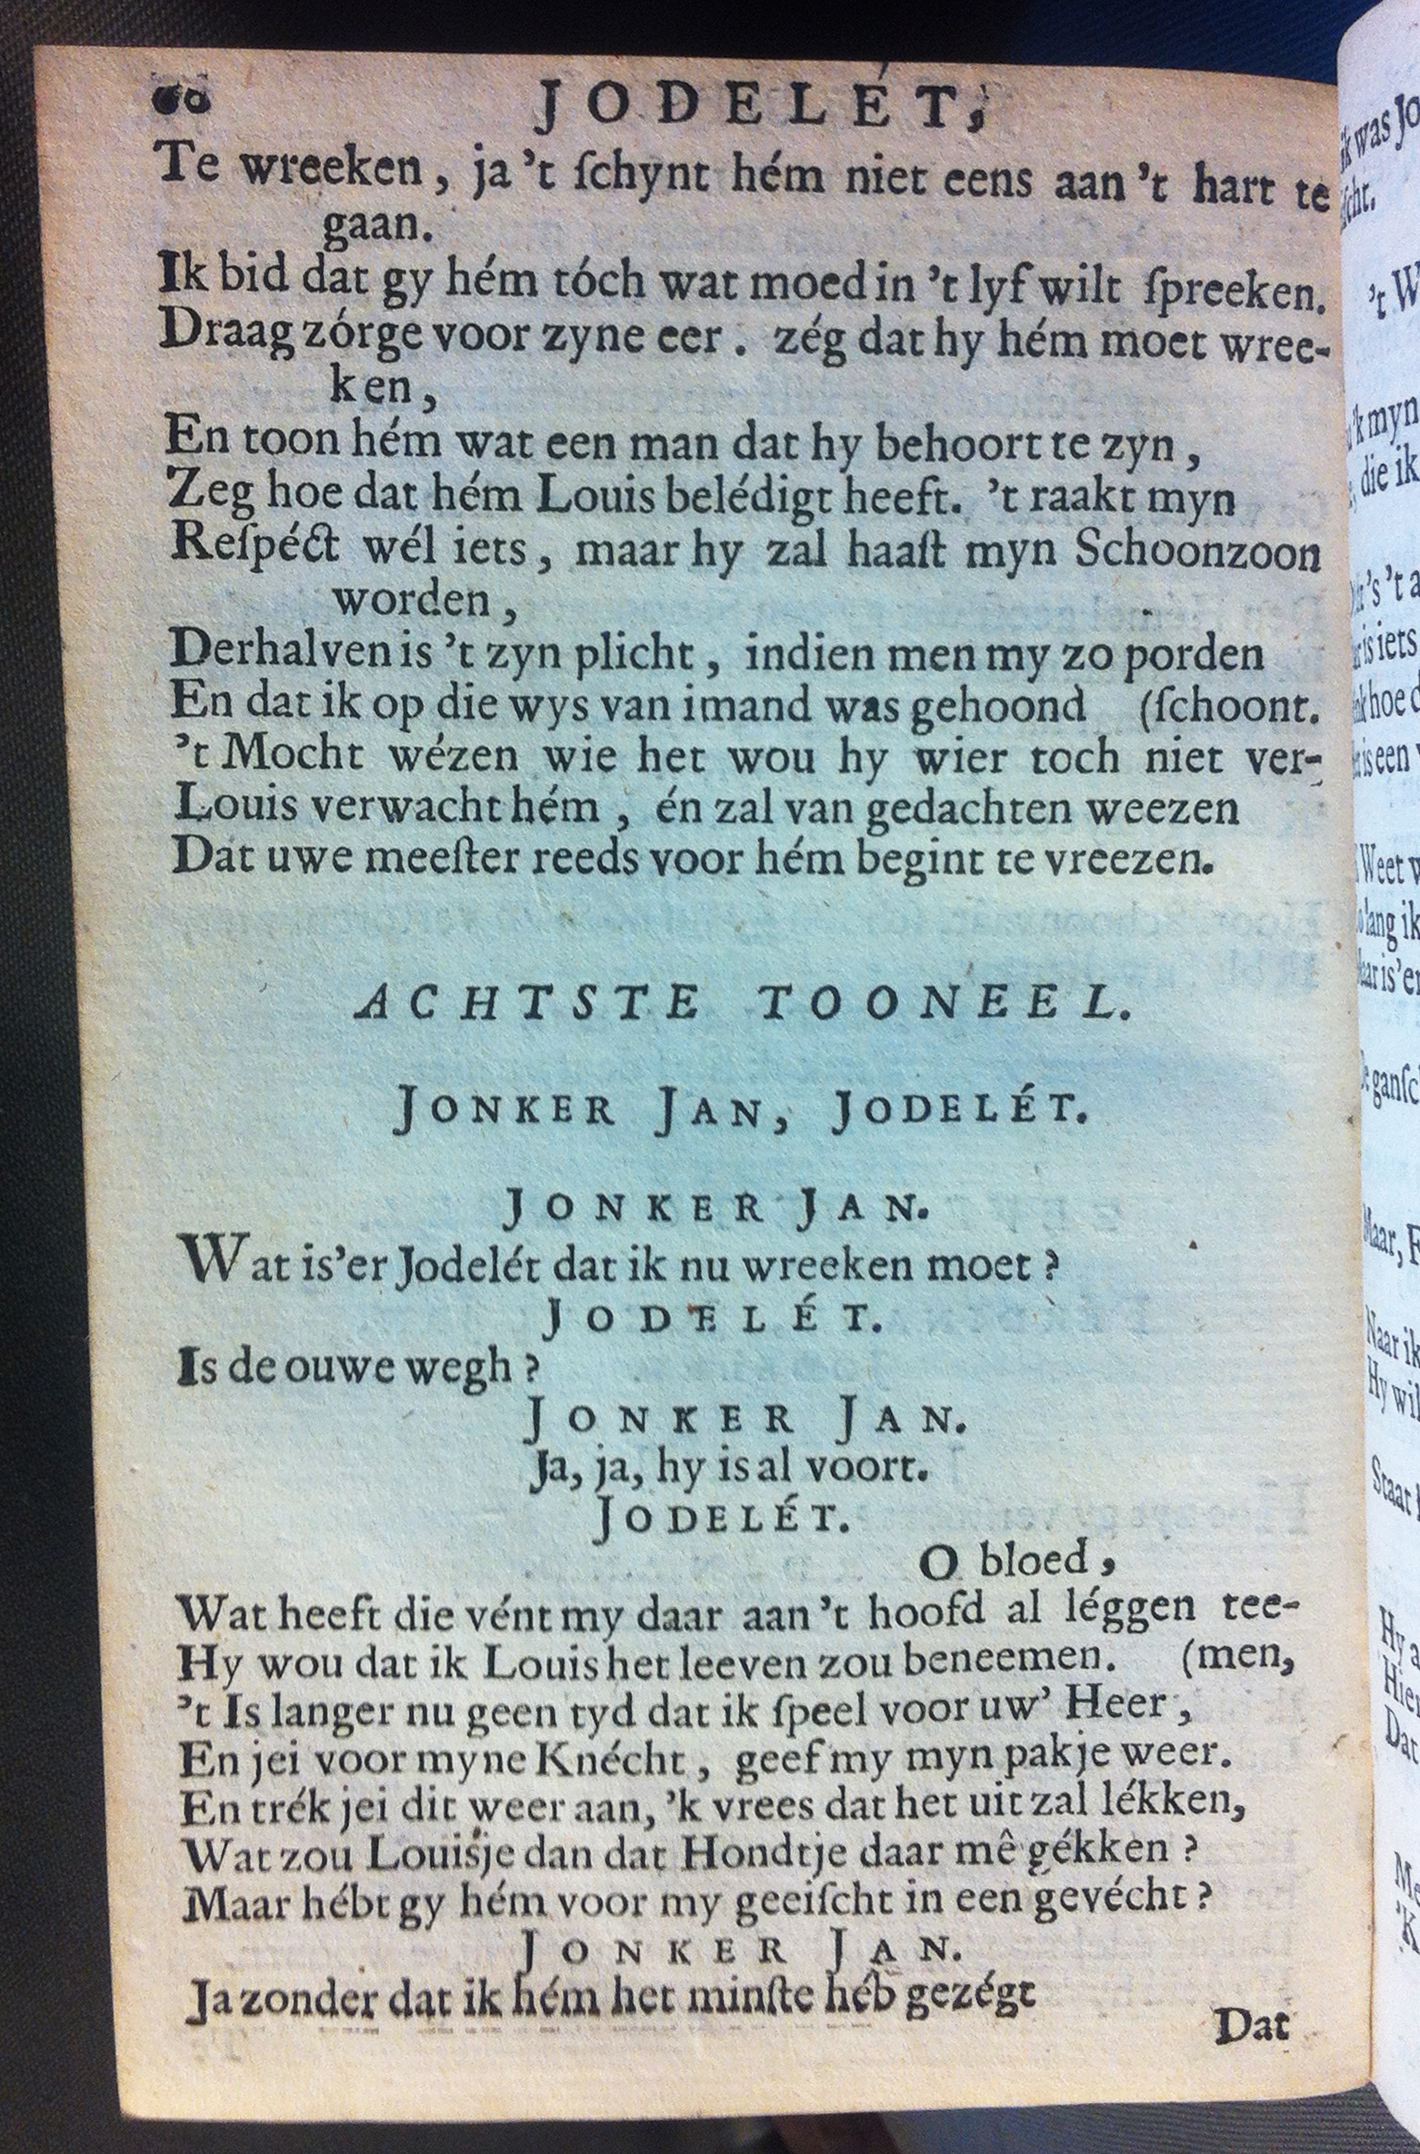 60 JODELÉT,
Te wreeken, ja 't ſchynt hém niet eens aan 't hart te
gaan.
Ik bid dat gy hém tóch wat moed in 't lyf wilt ſpreeken.
Draag zórge voor zyne eer. zég dat hy hém moet wree-
ken,
En toon hém wat een man dat hy behoort te zyn,
Zeg hoe dat hém Louis belédigt heeft. 't raakt myn
Reſpéct wél iets, maar hy zal haaſt myn Schoonzoon
worden,
Derhalven is 't zyn plicht, indien men my zo porden
En dat ik op die wys van imand was gehoond (ſchoont.
't Mocht wézen wie het wou hy wier toch niet ver-
Louis verwacht hém, én zal van gedachten weezen
Dat uwe meeſter reeds voor hém begint te vreezen.
ACHTSTE TOONEEL.
JONKER JAN, JODELÉT.
JONKER JAN.
Wat is'er Jodelét dat ik nu wreeken moet?
JODELÉT.
Is de ouwe wegh?
JONKER JAN.
Ja, ja, hy is al voort.
JODELÉT.
O bloed,
Wat heeft die vént my daar aan 't hoofd al léggen tee-
Hy wou dat ik Louis het leeven zou beneemen. (men,
't Is langer nu geen tyd dat ik ſpeel voor uw' Heer,
En jei voor myne Knécht, geef my myn pakje weer.
En trék jei dit weer aan, 'k vrees dat het uit zal lékken,
Wat zou Louisje dan dat Hondtje daar mê gékken?
Maar hébt gy hém voor my geeiſcht in een gevécht?
JONKER JAN.
Ja zonder dat ik hém het minſte héb gezégt
Dat